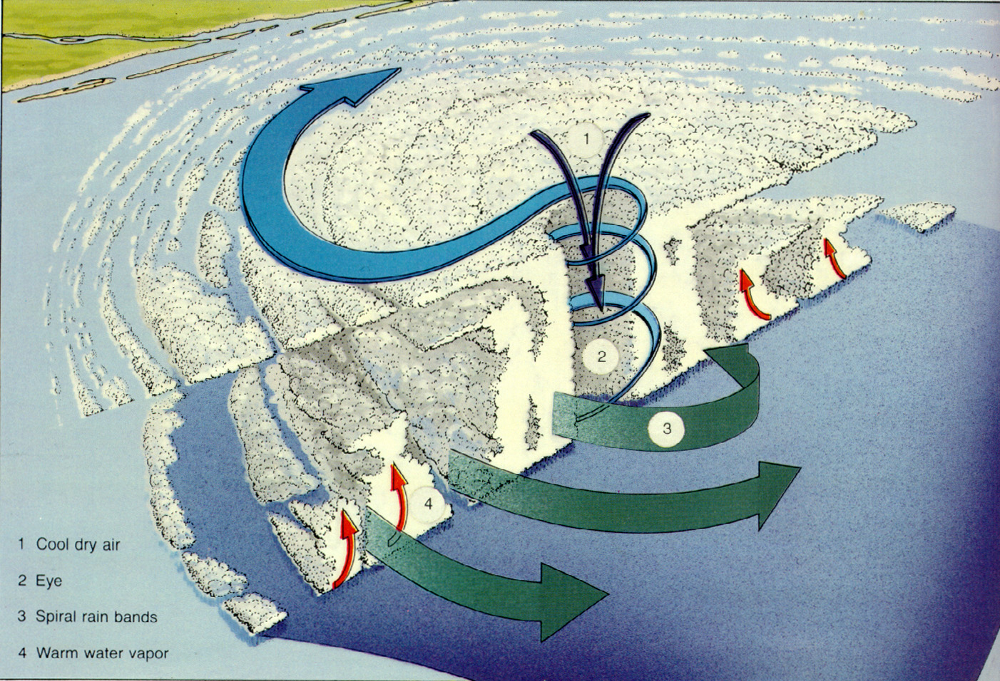 1
2
3
4
1 Cool dry air
2 Eye
3 Spiral rain bands
4 Warm water vapor